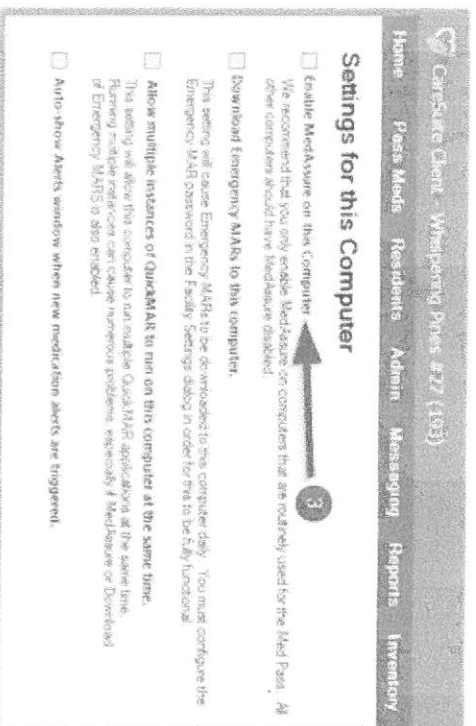 CareSuite Client - Whispering Pines #27 (193)
Home Pass Meds Residents Admin Messaging Reports Inventory
Settings for this Computer
Enable MedAssure on this Computer
3
We recommend that you only enable MedAssure on computers that are routinely used for the Med Pass. All
other computers should have MedAssure disabled.
Download Emergency MARs to this computer.
This setting will cause Emergency MARs to be downloaded to this computer daily. You must configure the
Emergency MAR password in the Facility Settings dialog in order for this to be fully functional.
Allow multiple instances of QuickMAR to run on this computer at the same time.
This setting will allow this computer to run multiple QuickMAR applications at the same time.
Running multiple instances can cause numerous problems, especially if MedAssure or Download
of Emergency MARS is also enabled.
Auto-show Alerts window when new medication alerts are triggered.